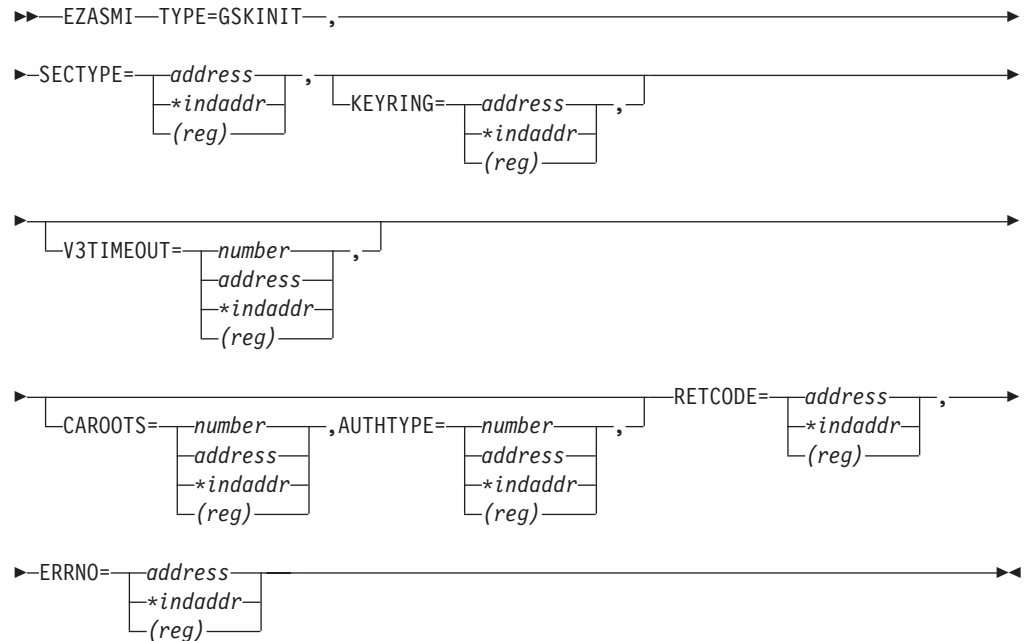 EZASMI TYPE=GSKINIT ,
SECTYPE= address , KEYRING= address ,
*indaddr *indaddr
(reg) (reg)
V3TIMEOUT= number ,
address
*indaddr
(reg)
CAROOTS= number ,AUTHTYPE= number , RETCODE= address ,
address address *indaddr
*indaddr *indaddr (reg)
(reg) (reg)
ERRNO= address
*indaddr
(reg)